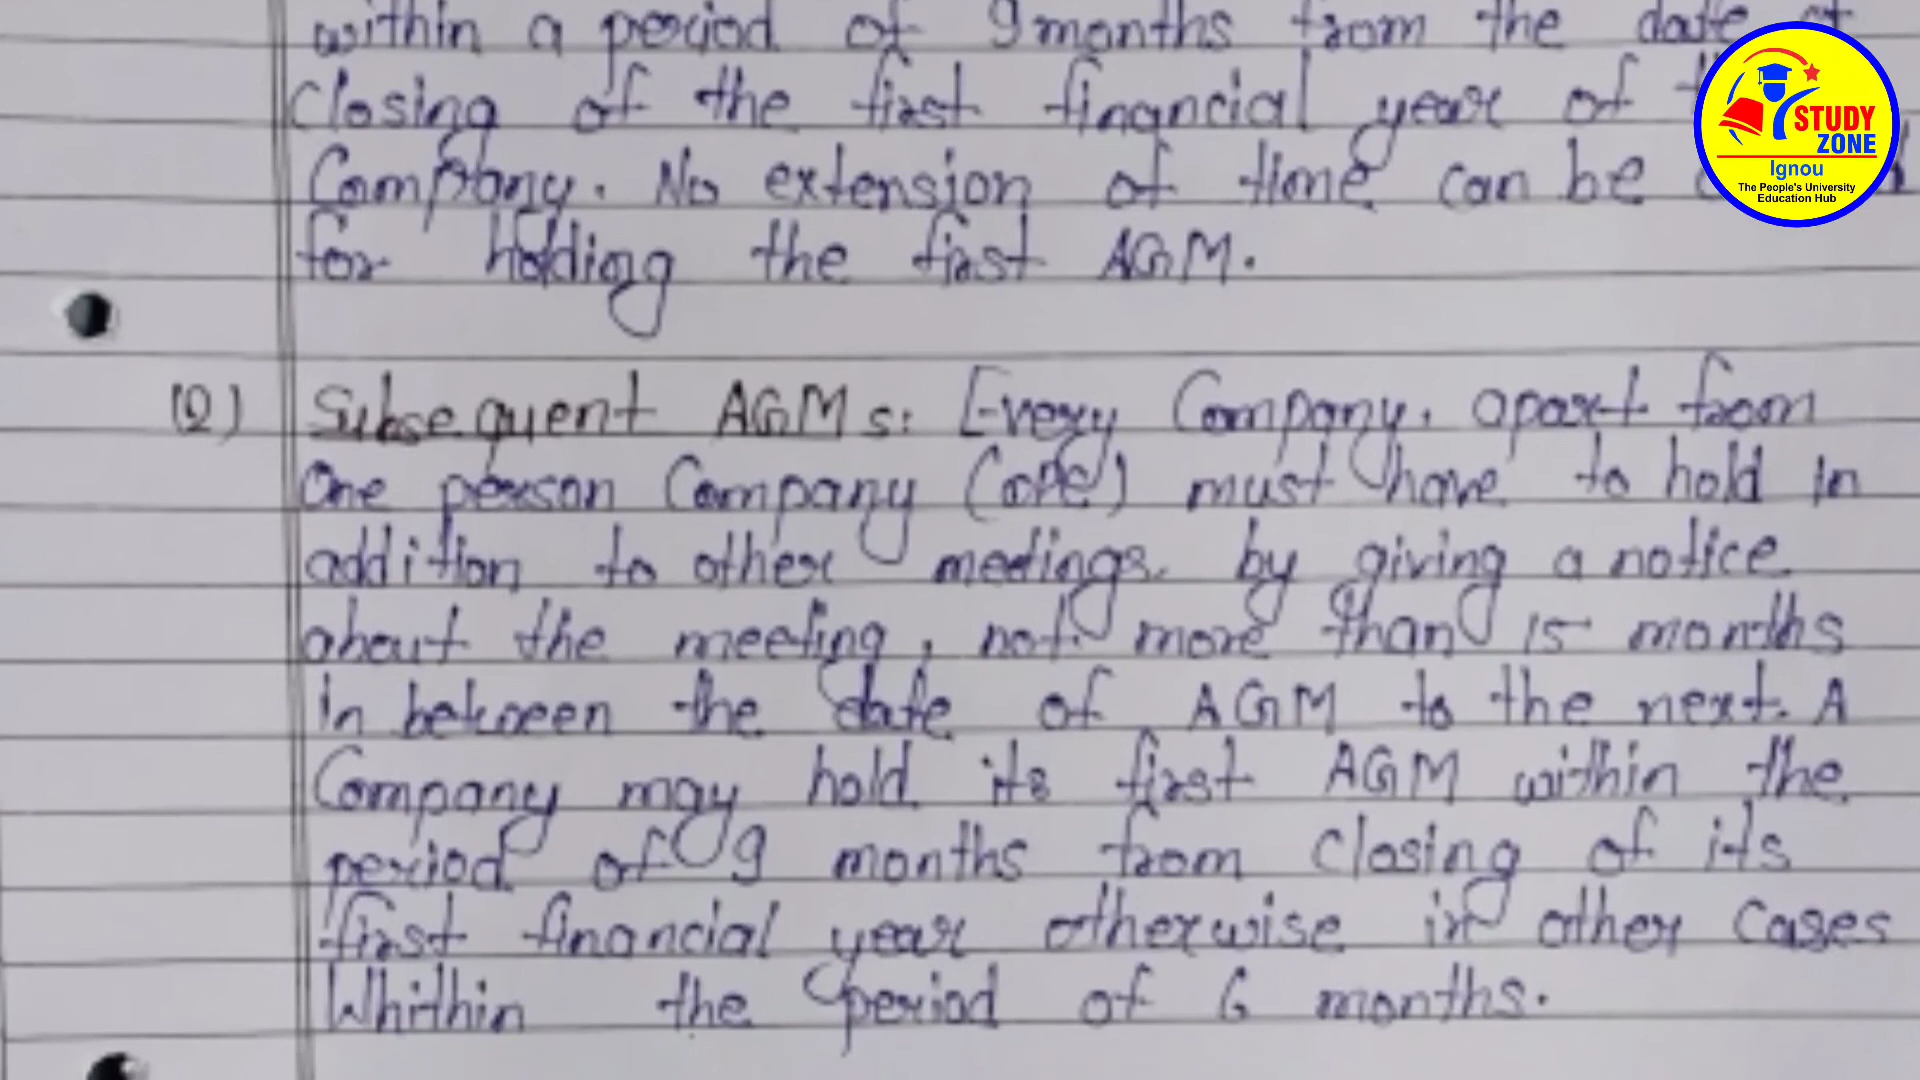 within a period of 9 months from the date of
closing of the first financial year of
Company. No extension of time can be
for holding the first AGM.
(2) Subsequent AGMs: Every Company. apart from
One person Company (OPC) must have to hold in
addition to other meetings. by giving a notice
about the meeting, not more than 15 months
in between the date of AGM to the next. A
Company may hold its first AGM within the
period of 9 months from closing of its
first financial year otherwise in other cases
Whithin the period of 6 months.
STUDY
ZONE
Ignou
The People's University
Education Hub